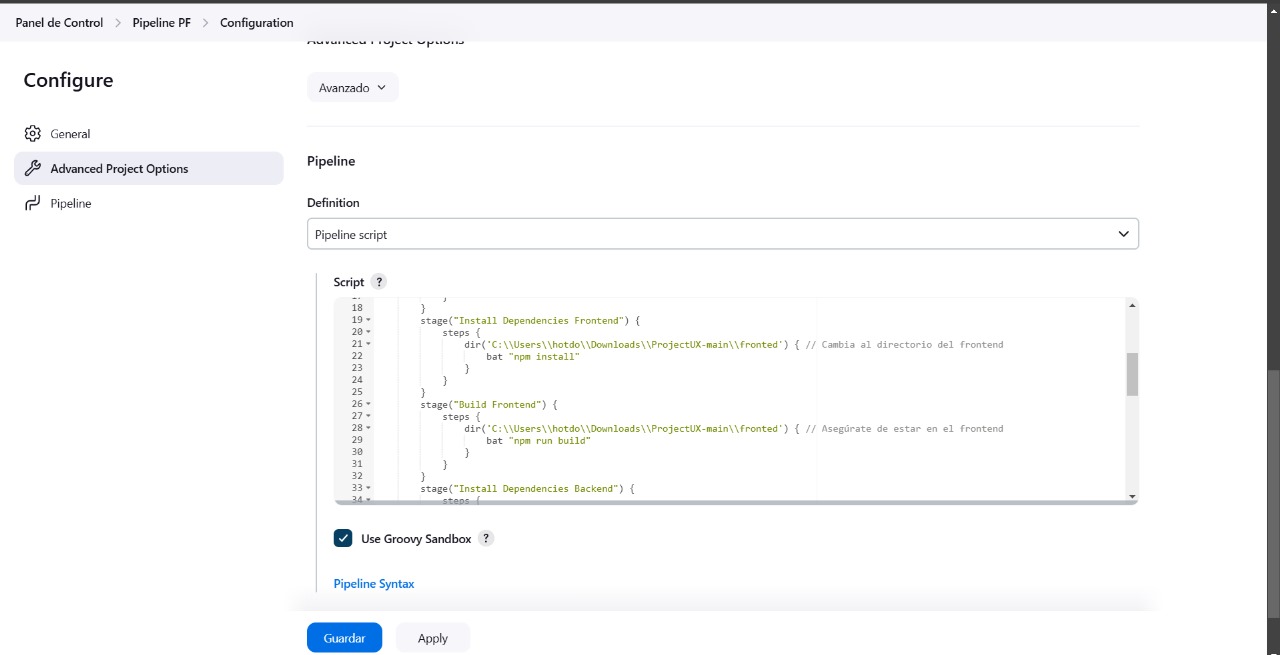 Panel de Control > Pipeline PF > Configuration
Advanced Project Options
Configure
Avanzado
General
Advanced Project Options
Pipeline
Pipeline
Definition
Pipeline script
Script ?
17 }
18 }
19 stage("Install Dependencies Frontend") {
20 steps {
21 dir('C:\\Users\\hotdo\\Downloads\\ProjectUX-main\\fronted') { // Cambia al directorio del frontend
22 bat "npm install"
23 }
24 }
25 }
26 stage("Build Frontend") {
27 steps {
28 dir('C:\\Users\\hotdo\\Downloads\\ProjectUX-main\\fronted') { // Asegúrate de estar en el frontend
29 bat "npm run build"
30 }
31 }
32 }
33 stage("Install Dependencies Backend") {
34 steps {
Use Groovy Sandbox ?
Pipeline Syntax
Guardar
Apply